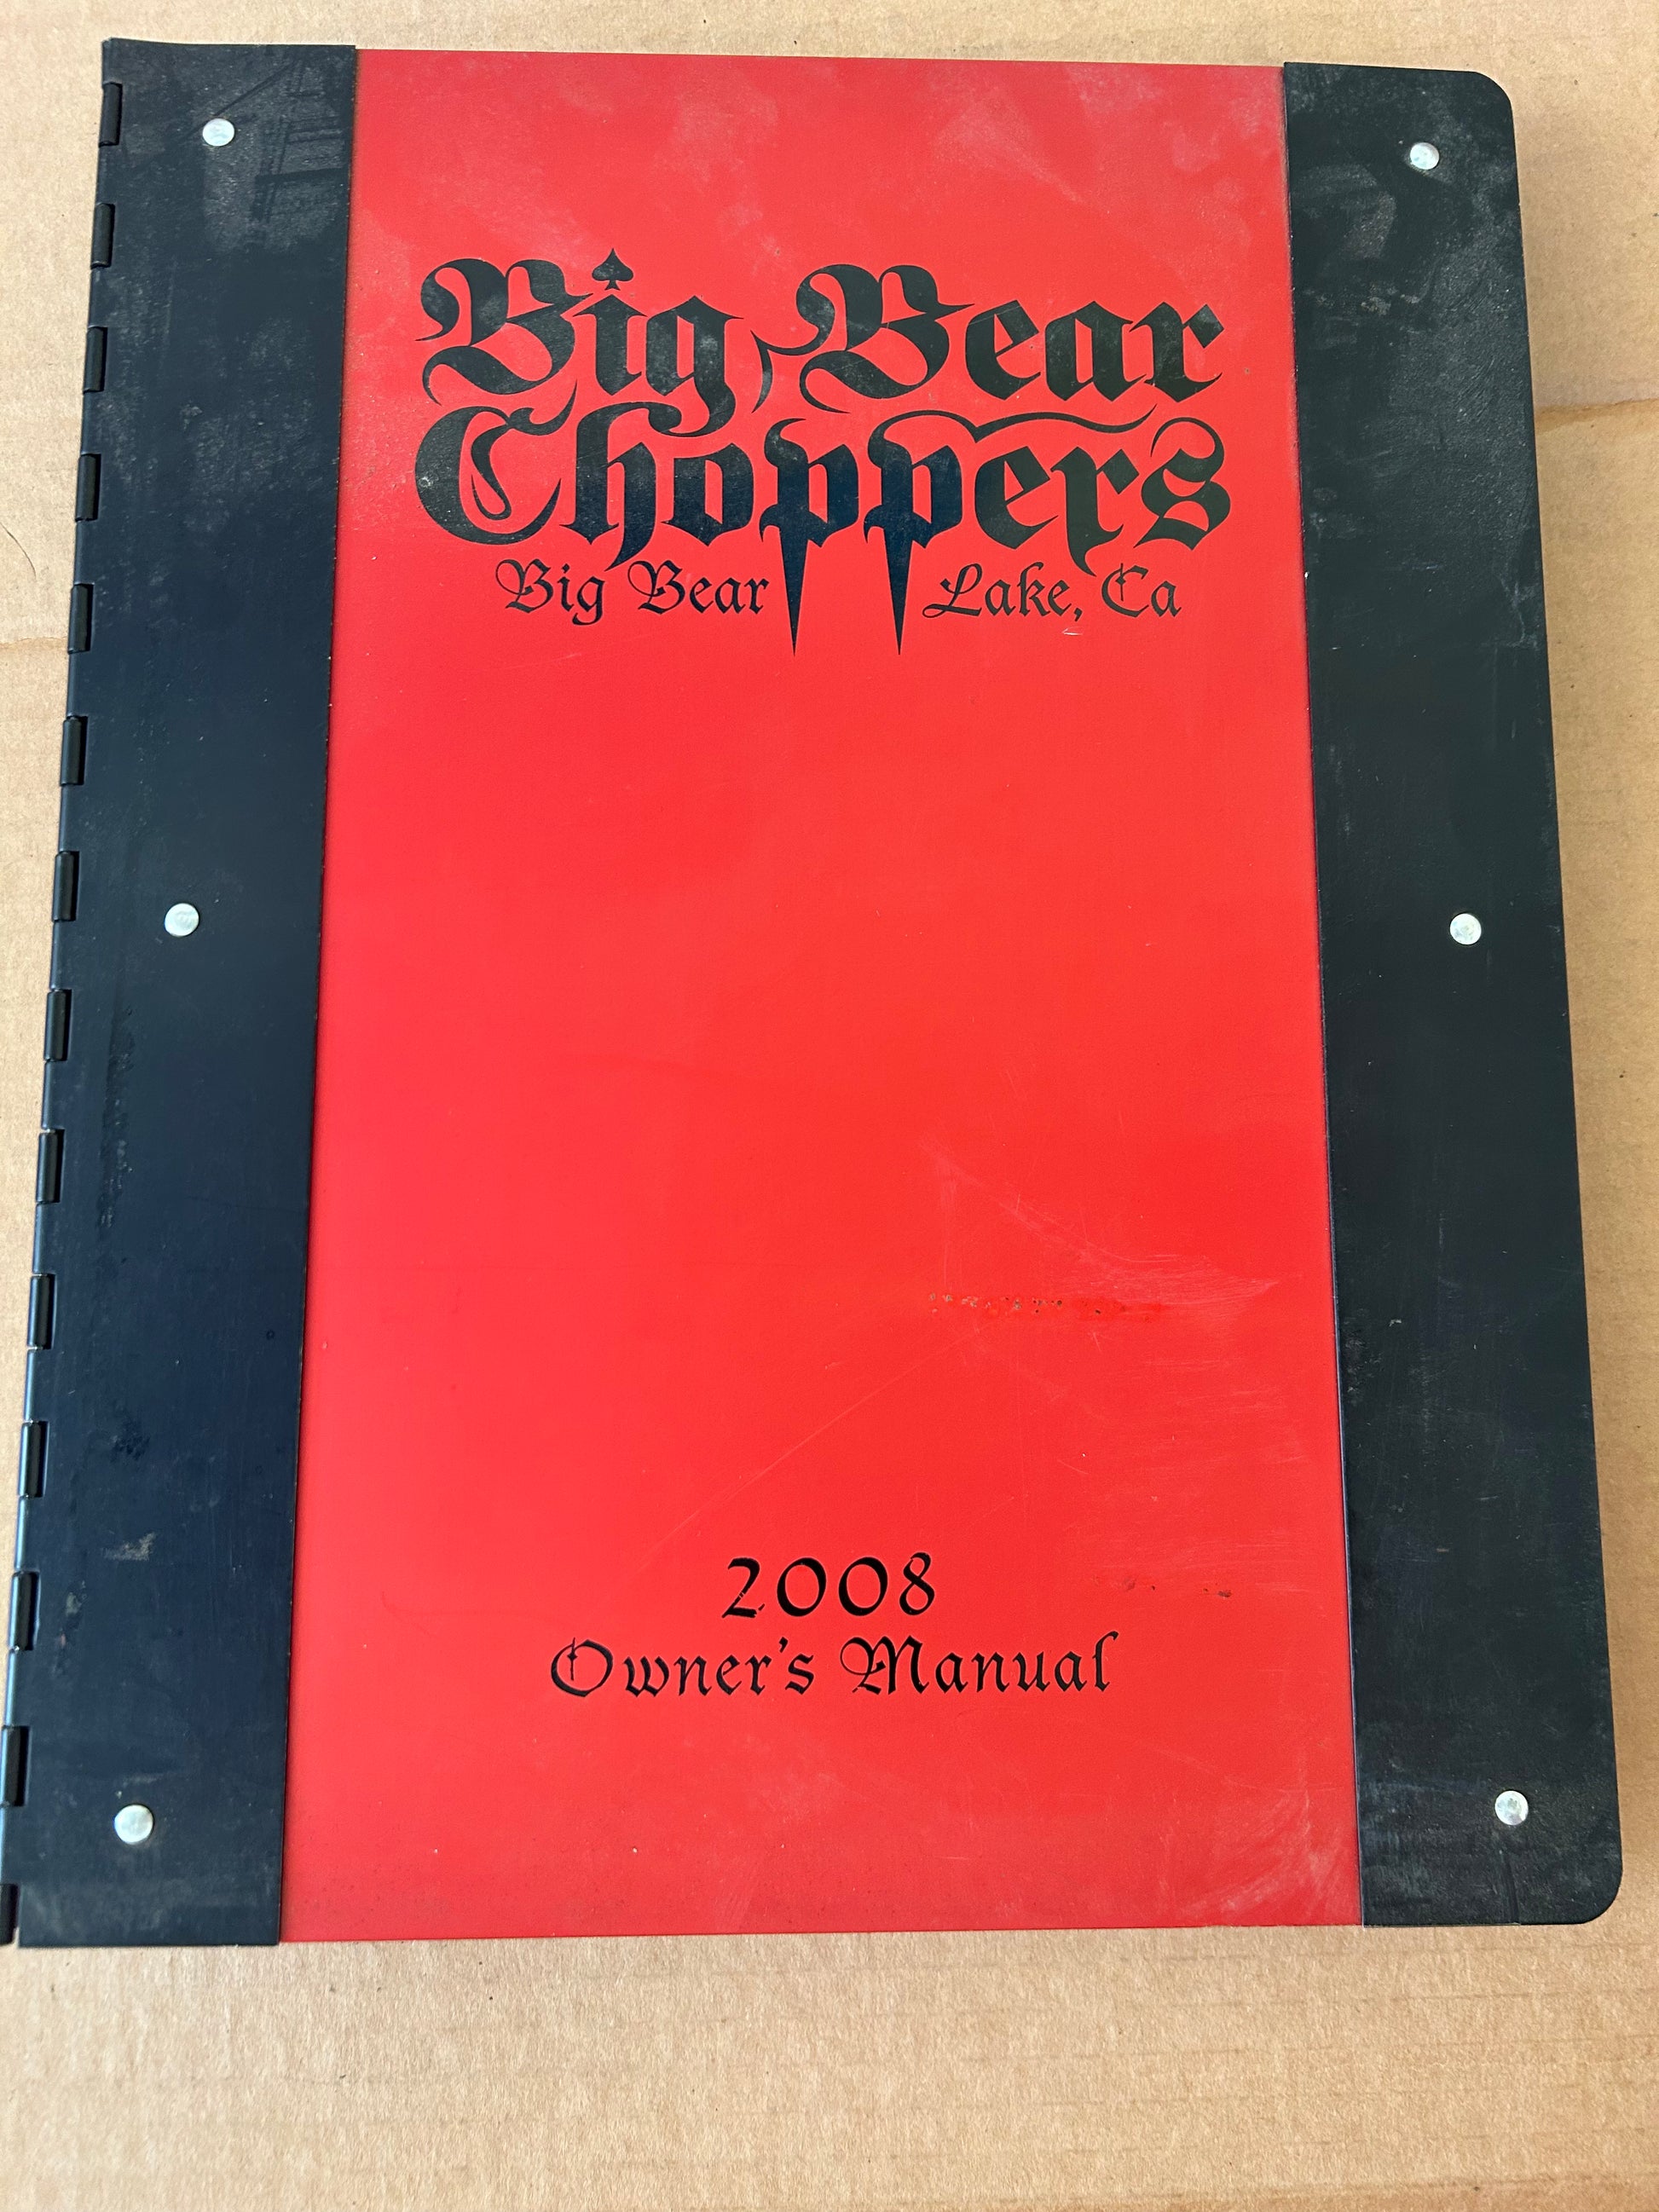 Big Bear
Choppers
Big Bear Lake, Ca
2008
Owner's Manual